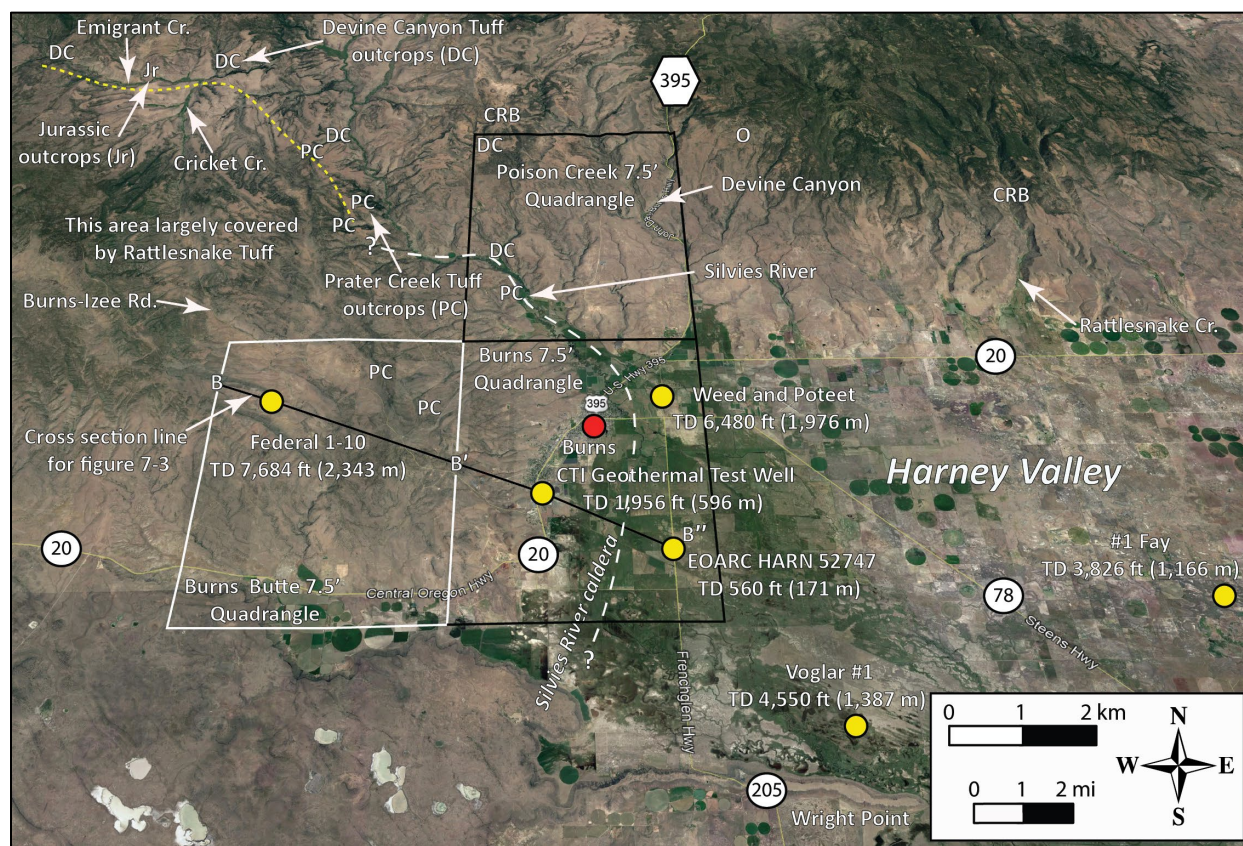 Emigrant Cr.
Devine Canyon Tuff
outcrops (DC)
DC
Jr
DC
395
Jurassic
outcrops (Jr)
Cricket Cr.
DC
PC
CRB
DC
O
Poison Creek 7.5'
Quadrangle
Devine Canyon
CRB
This area largely covered
by Rattlesnake Tuff
PC
PC
?
DC
Prater Creek Tuff
outcrops (PC)
PC
Silvies River
Burns-Izee Rd.
Rattlesnake Cr.
20
Burns 7.5'
Quadrangle
U.S. Hwy 395
395
PC
PC
B
Cross section line
for figure 7-3
Federal 1-10
TD 7,684 ft (2,343 m)
B'
Burns
Weed and Poteet
TD 6,480 ft (1,976 m)
CTI Geothermal Test Well
TD 1,956 ft (596 m)
Harney Valley
B"
EOARC HARN 52747
TD 560 ft (171 m)
#1 Fay
TD 3,826 ft (1,166 m)
20
20
78
Steens Hwy
Burns Butte 7.5'
Quadrangle
Central Oregon Hwy
Silvies River caldera
?
Frenchglen Hwy
Voglar #1
TD 4,550 ft (1,387 m)
205
Wright Point
0 1 2 km
0 1 2 mi
N
W E
S